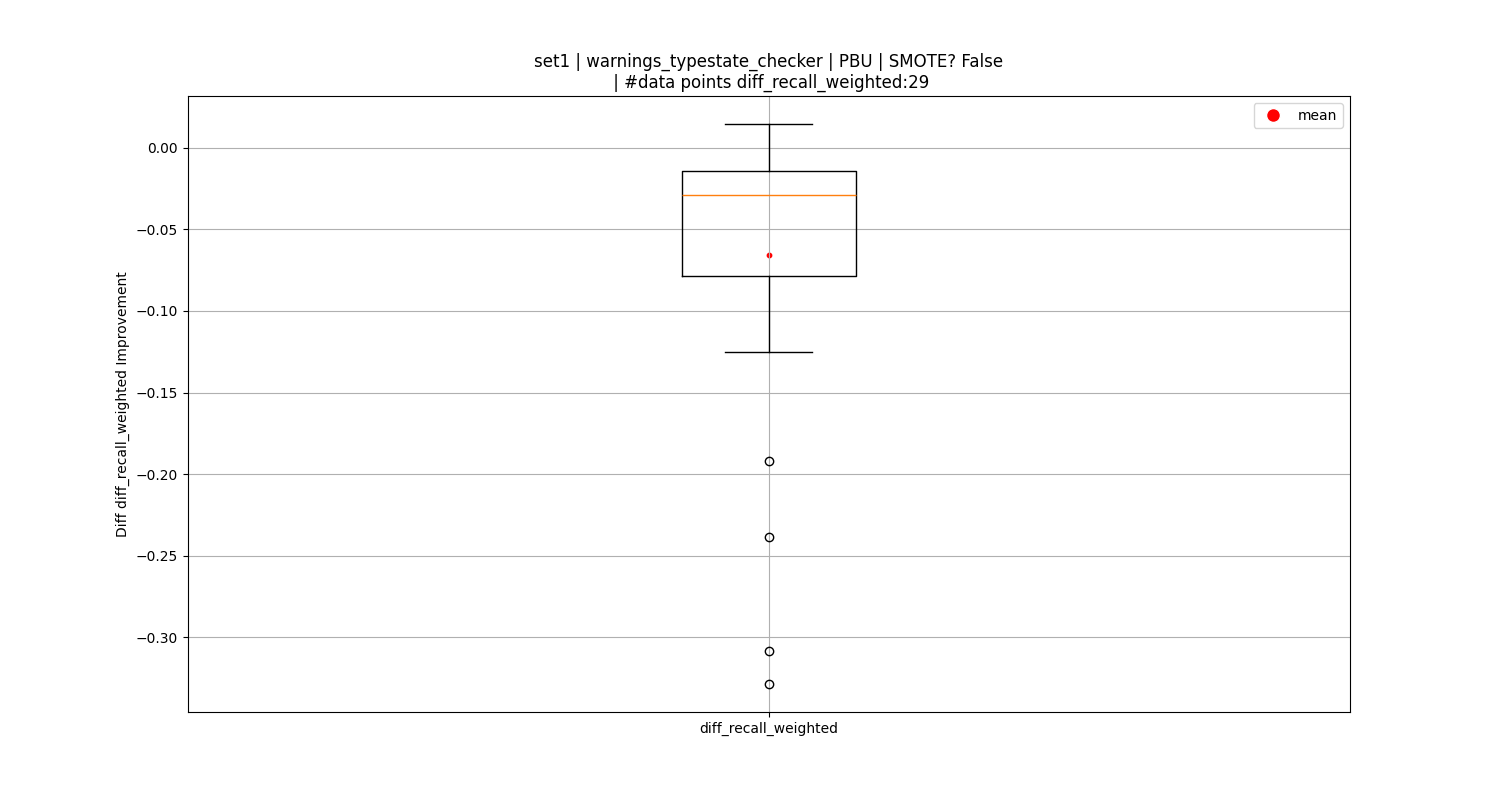 set1 | warnings_typestate_checker | PBU | SMOTE? False
| #data points diff_recall_weighted:29
mean
0.00
−0.05
−0.10
−0.15
−0.20
−0.25
−0.30
Diff diff_recall_weighted Improvement
diff_recall_weighted